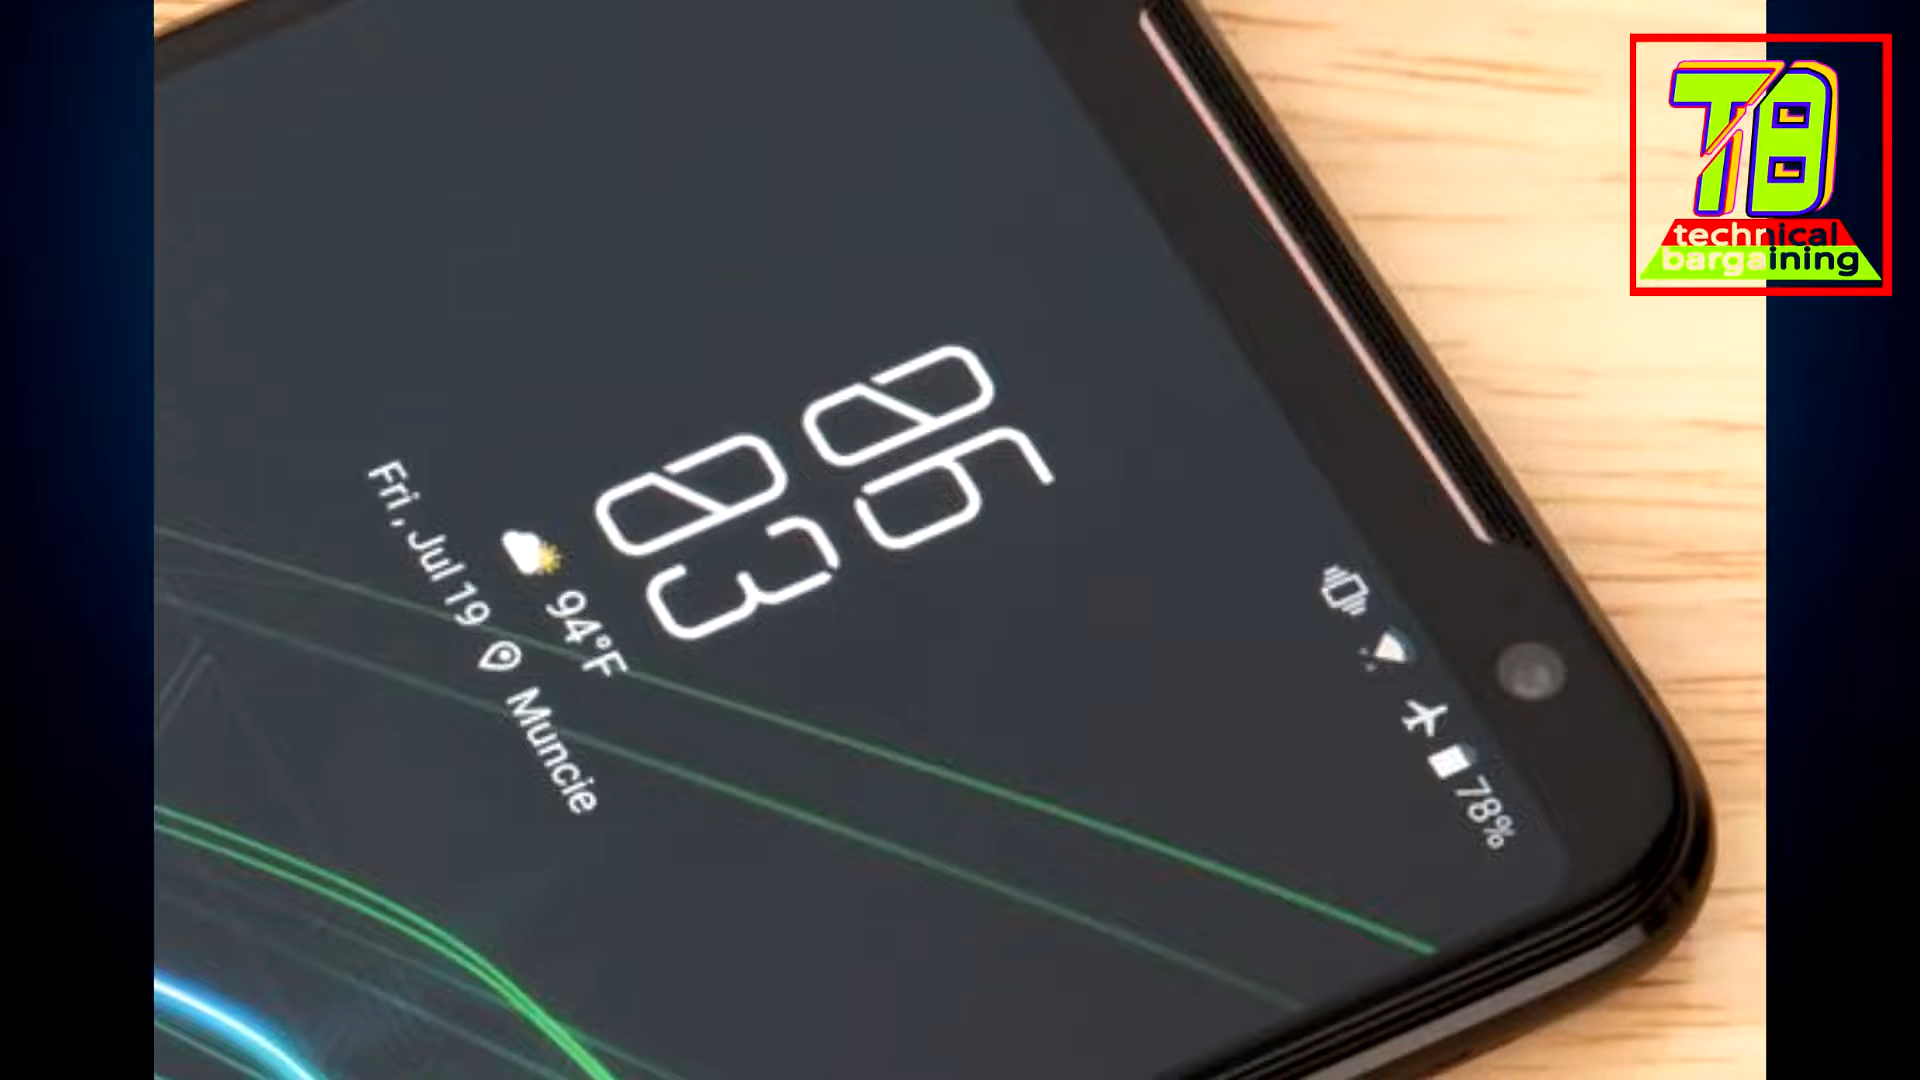 78%
06
03
94°F
Fri, Jul 19 Muncie
TB
technical
bargaining